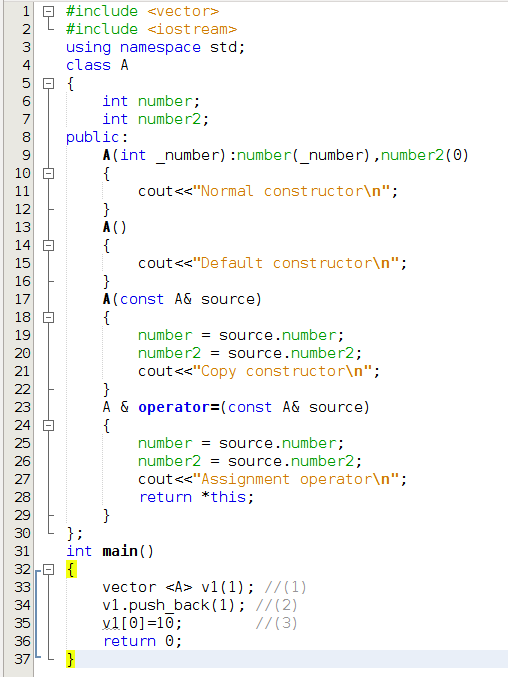 1 #include <vector>
2 #include <iostream>
3 using namespace std;
4 class A
5 {
6 int number;
7 int number2;
8 public:
9 A(int _number):number(_number),number2(0)
10 {
11 cout<<"Normal constructor\n";
12 }
13 A()
14 {
15 cout<<"Default constructor\n";
16 }
17 A(const A& source)
18 {
19 number = source.number;
20 number2 = source.number2;
21 cout<<"Copy constructor\n";
22 }
23 A & operator=(const A& source)
24 {
25 number = source.number;
26 number2 = source.number2;
27 cout<<"Assignment operator\n";
28 return *this;
29 }
30 };
31 int main()
32 {
33 vector <A> v1(1); //(1)
34 v1.push_back(1); //(2)
35 v1[0]=10; //(3)
36 return 0;
37 }